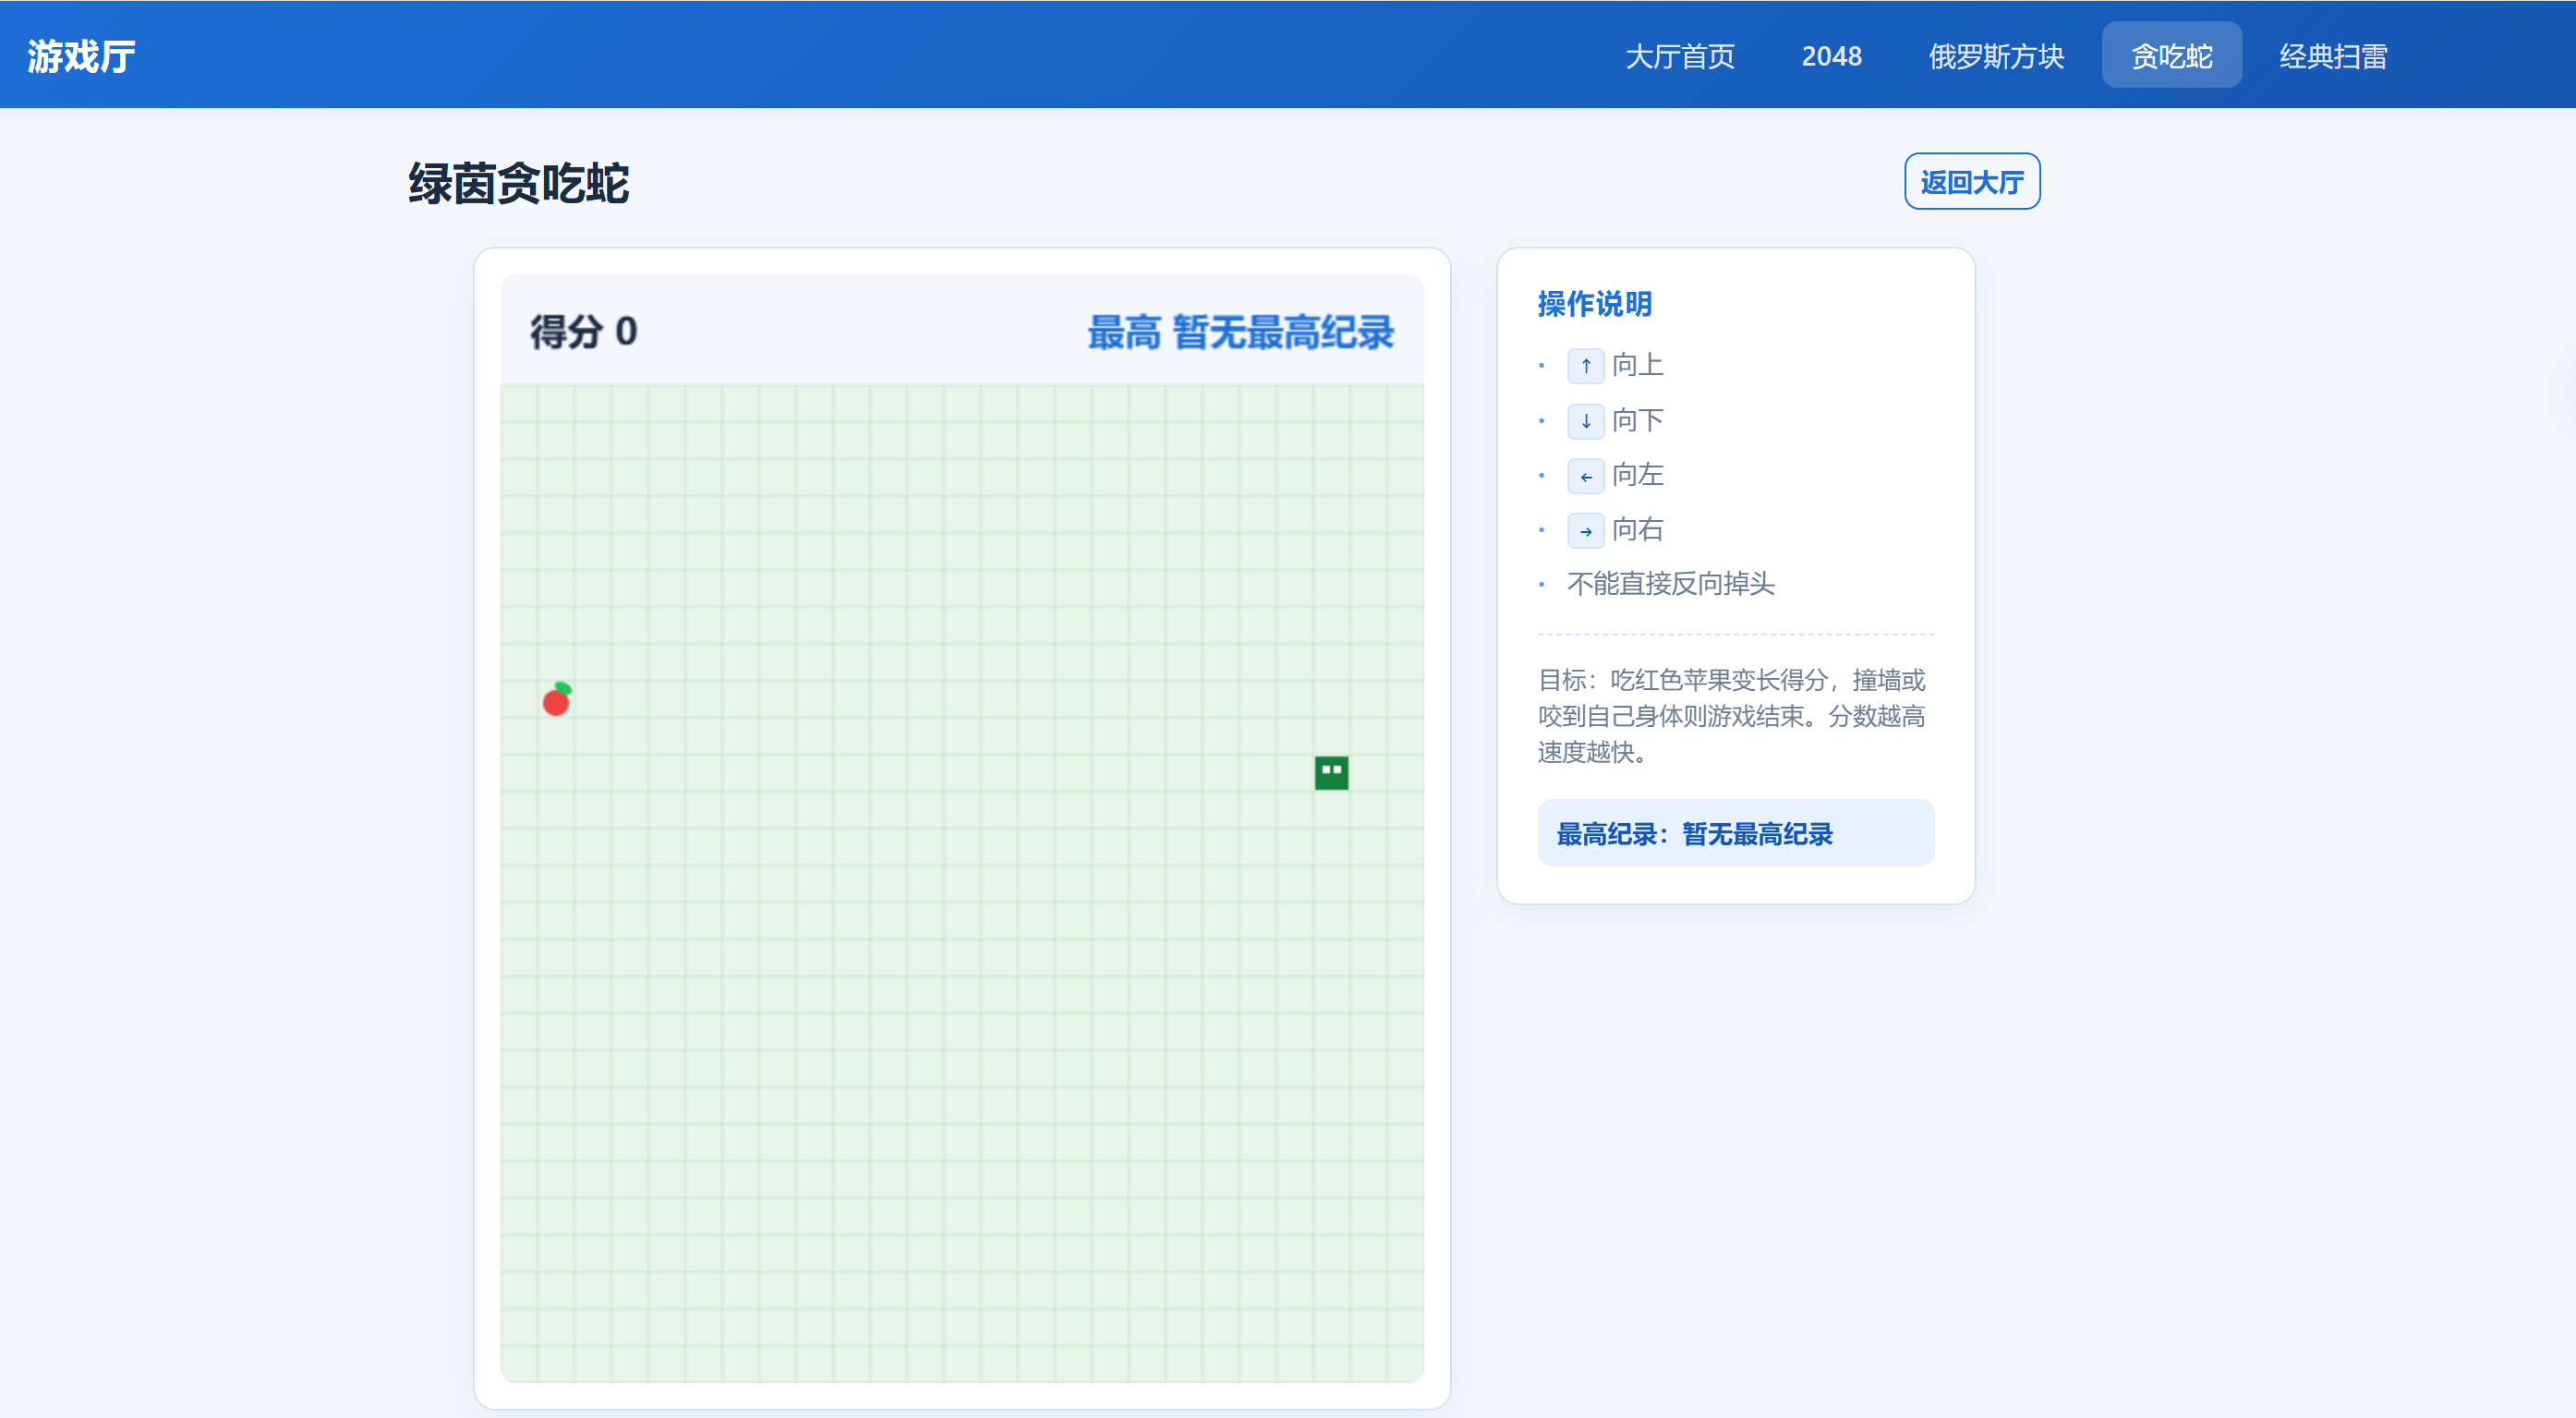 游戏厅
大厅首页 2048 俄罗斯方块 贪吃蛇 经典扫雷
绿茵贪吃蛇
返回大厅
得分 0
最高 暂无最高纪录
操作说明
• ↑ 向上
• ↓ 向下
• ← 向左
• → 向右
• 不能直接反向掉头
目标：吃红色苹果变长得分，撞墙或
咬到自己身体则游戏结束。分数越高
速度越快。
最高纪录：暂无最高纪录